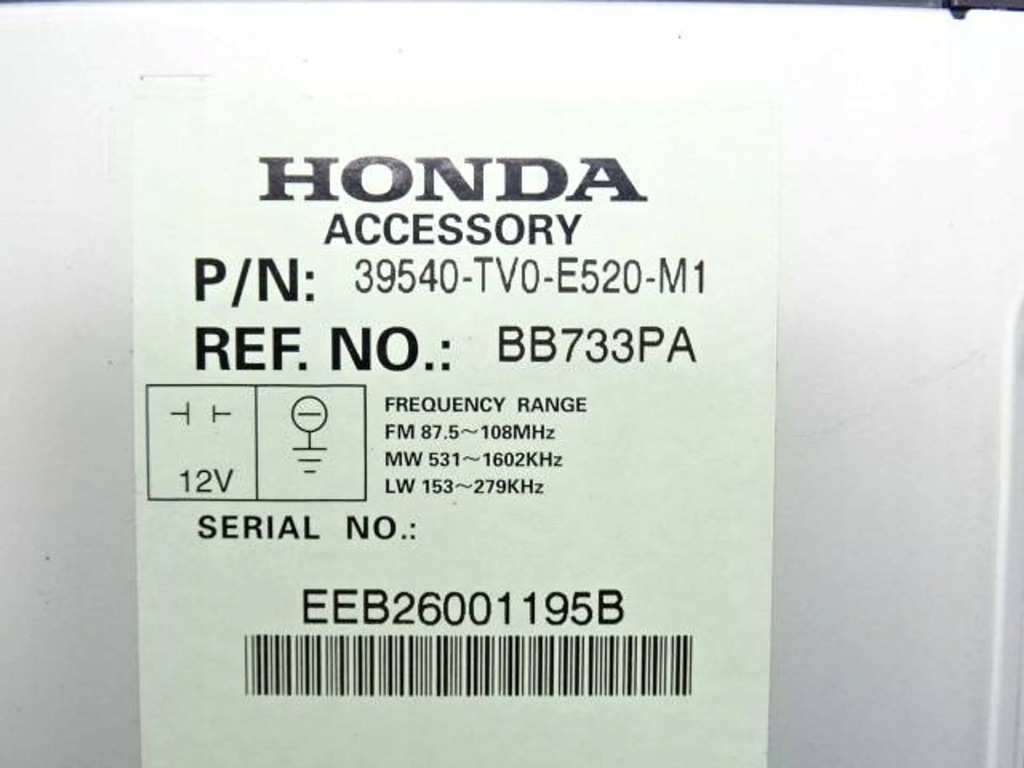 HONDA
ACCESSORY
P/N: 39540-TV0-E520-M1
REF. NO.: BB733PA
12V
FREQUENCY RANGE
FM 87.5~108MHz
MW 531~1602KHz
LW 153~279KHz
SERIAL NO.:
EEB26001195B